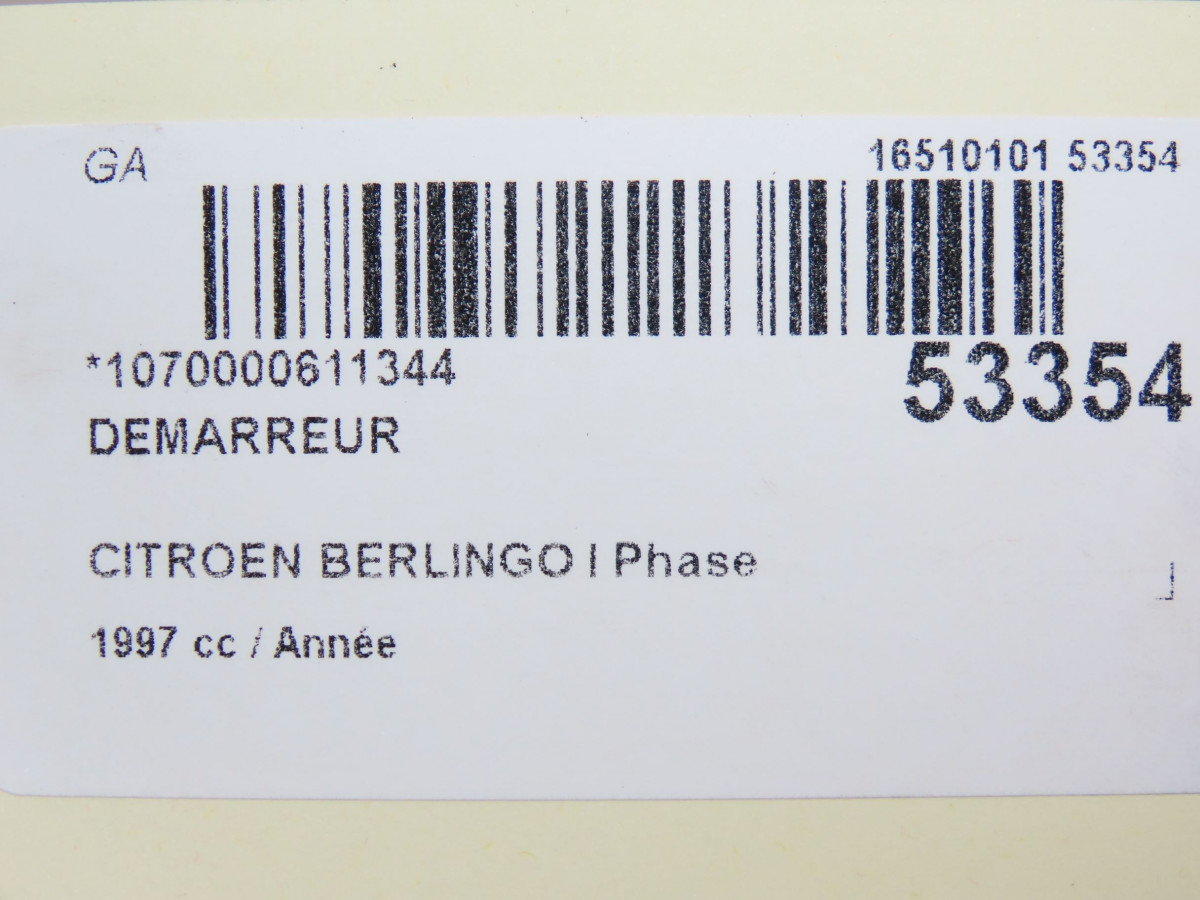 GA
16510101 53354
*1070000611344
53354
DEMARREUR
CITROEN BERLINGO I Phase
1997 cc / Année